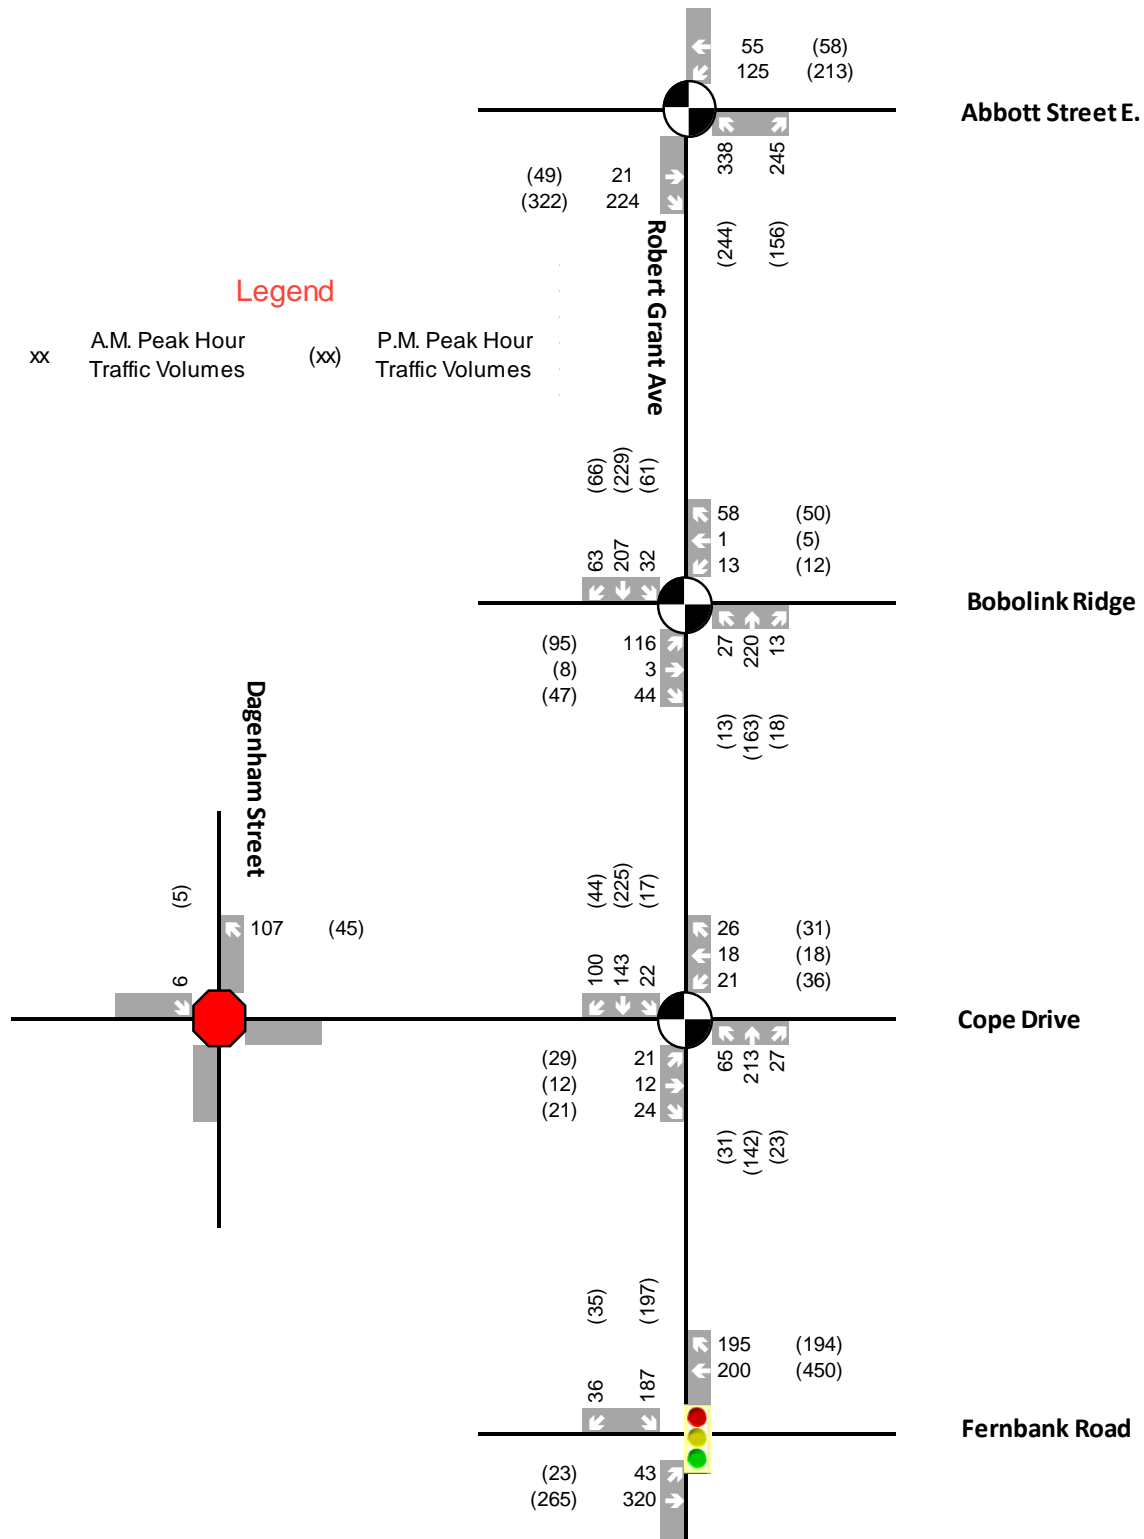 55 (58)
125 (213)
Abbott Street E.
338 245
(244) (156)
(49) 21
(322) 224
Robert Grant Ave
Legend
xx A.M. Peak Hour Traffic Volumes (xx) P.M. Peak Hour Traffic Volumes
(66) (229) (61)
63 207 32
58 (50)
1 (5)
13 (12)
Bobolink Ridge
(95) 116
(8) 3
(47) 44
27 220 13
(13) (163) (18)
Dagenham Street
(5)
6
107 (45)
(44) (225) (17)
100 143 22
26 (31)
18 (18)
21 (36)
Cope Drive
(29) 21
(12) 12
(21) 24
65 213 27
(31) (142) (23)
(35) (197)
36 187
195 (194)
200 (450)
Fernbank Road
(23) 43
(265) 320